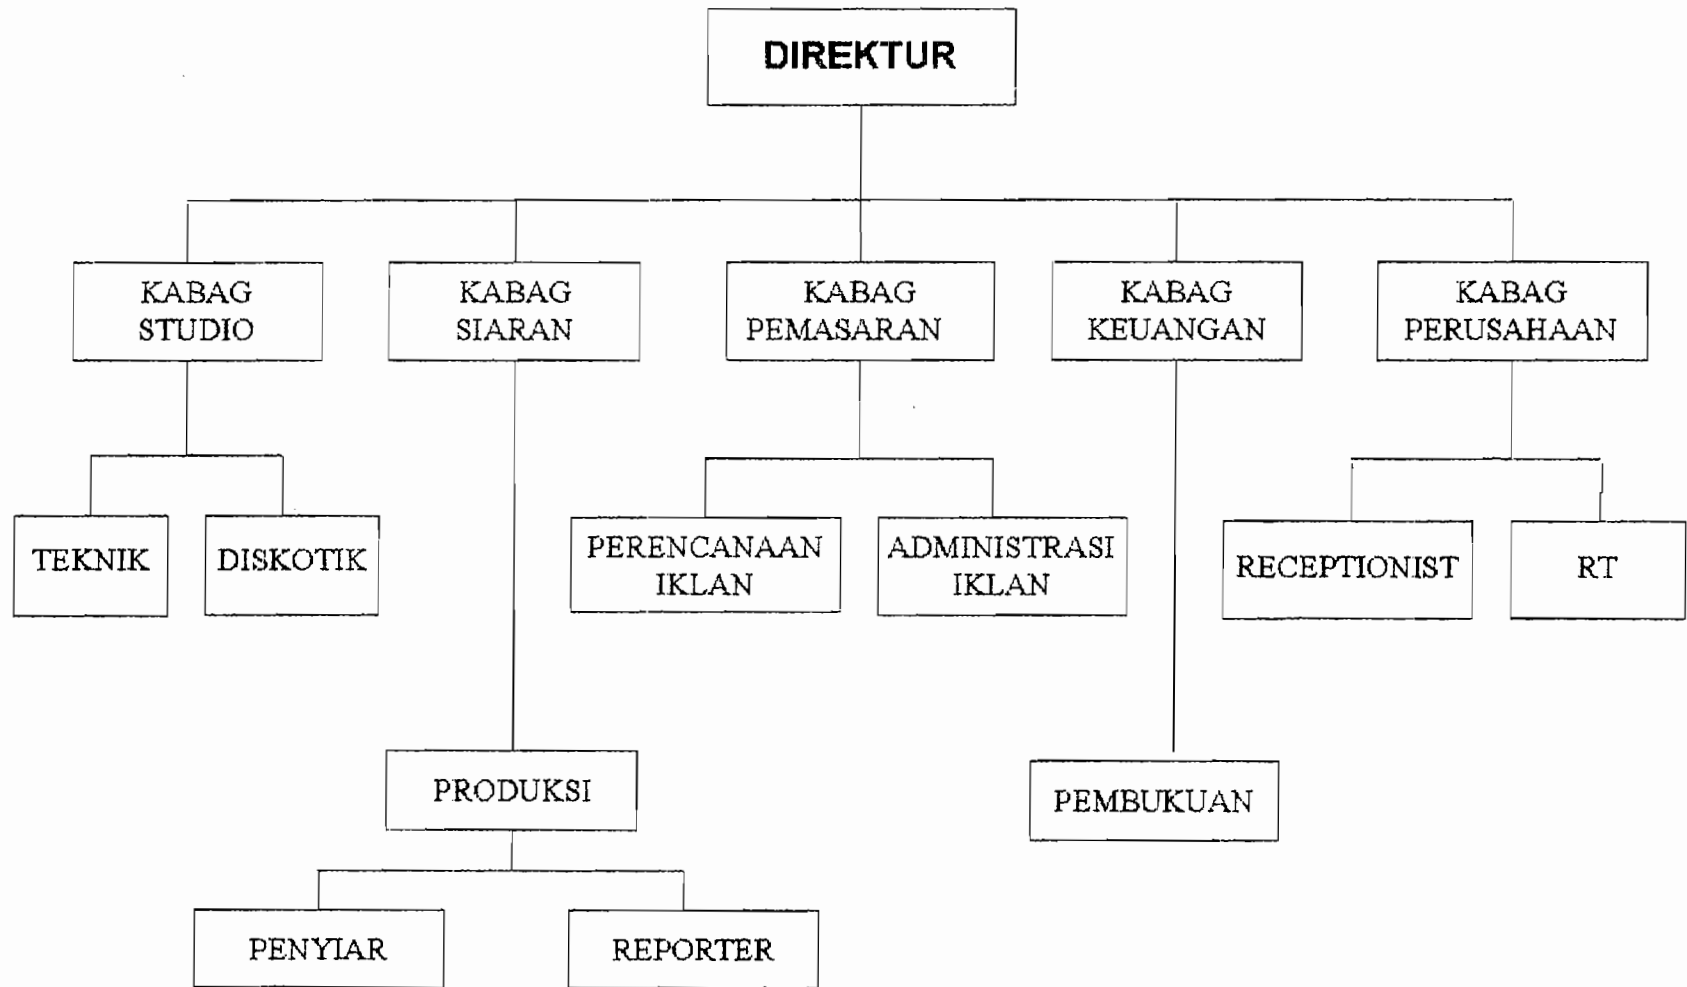 DIREKTUR
KABAG
STUDIO
KABAG
SIARAN
KABAG
PEMASARAN
KABAG
KEUANGAN
KABAG
PERUSAHAAN
TEKNIK
DISKOTIK
PERENCANAAN
IKLAN
ADMINISTRASI
IKLAN
RECEPTIONIST
RT
PRODUKSI
PEMBUKUAN
PENYIAR
REPORTER